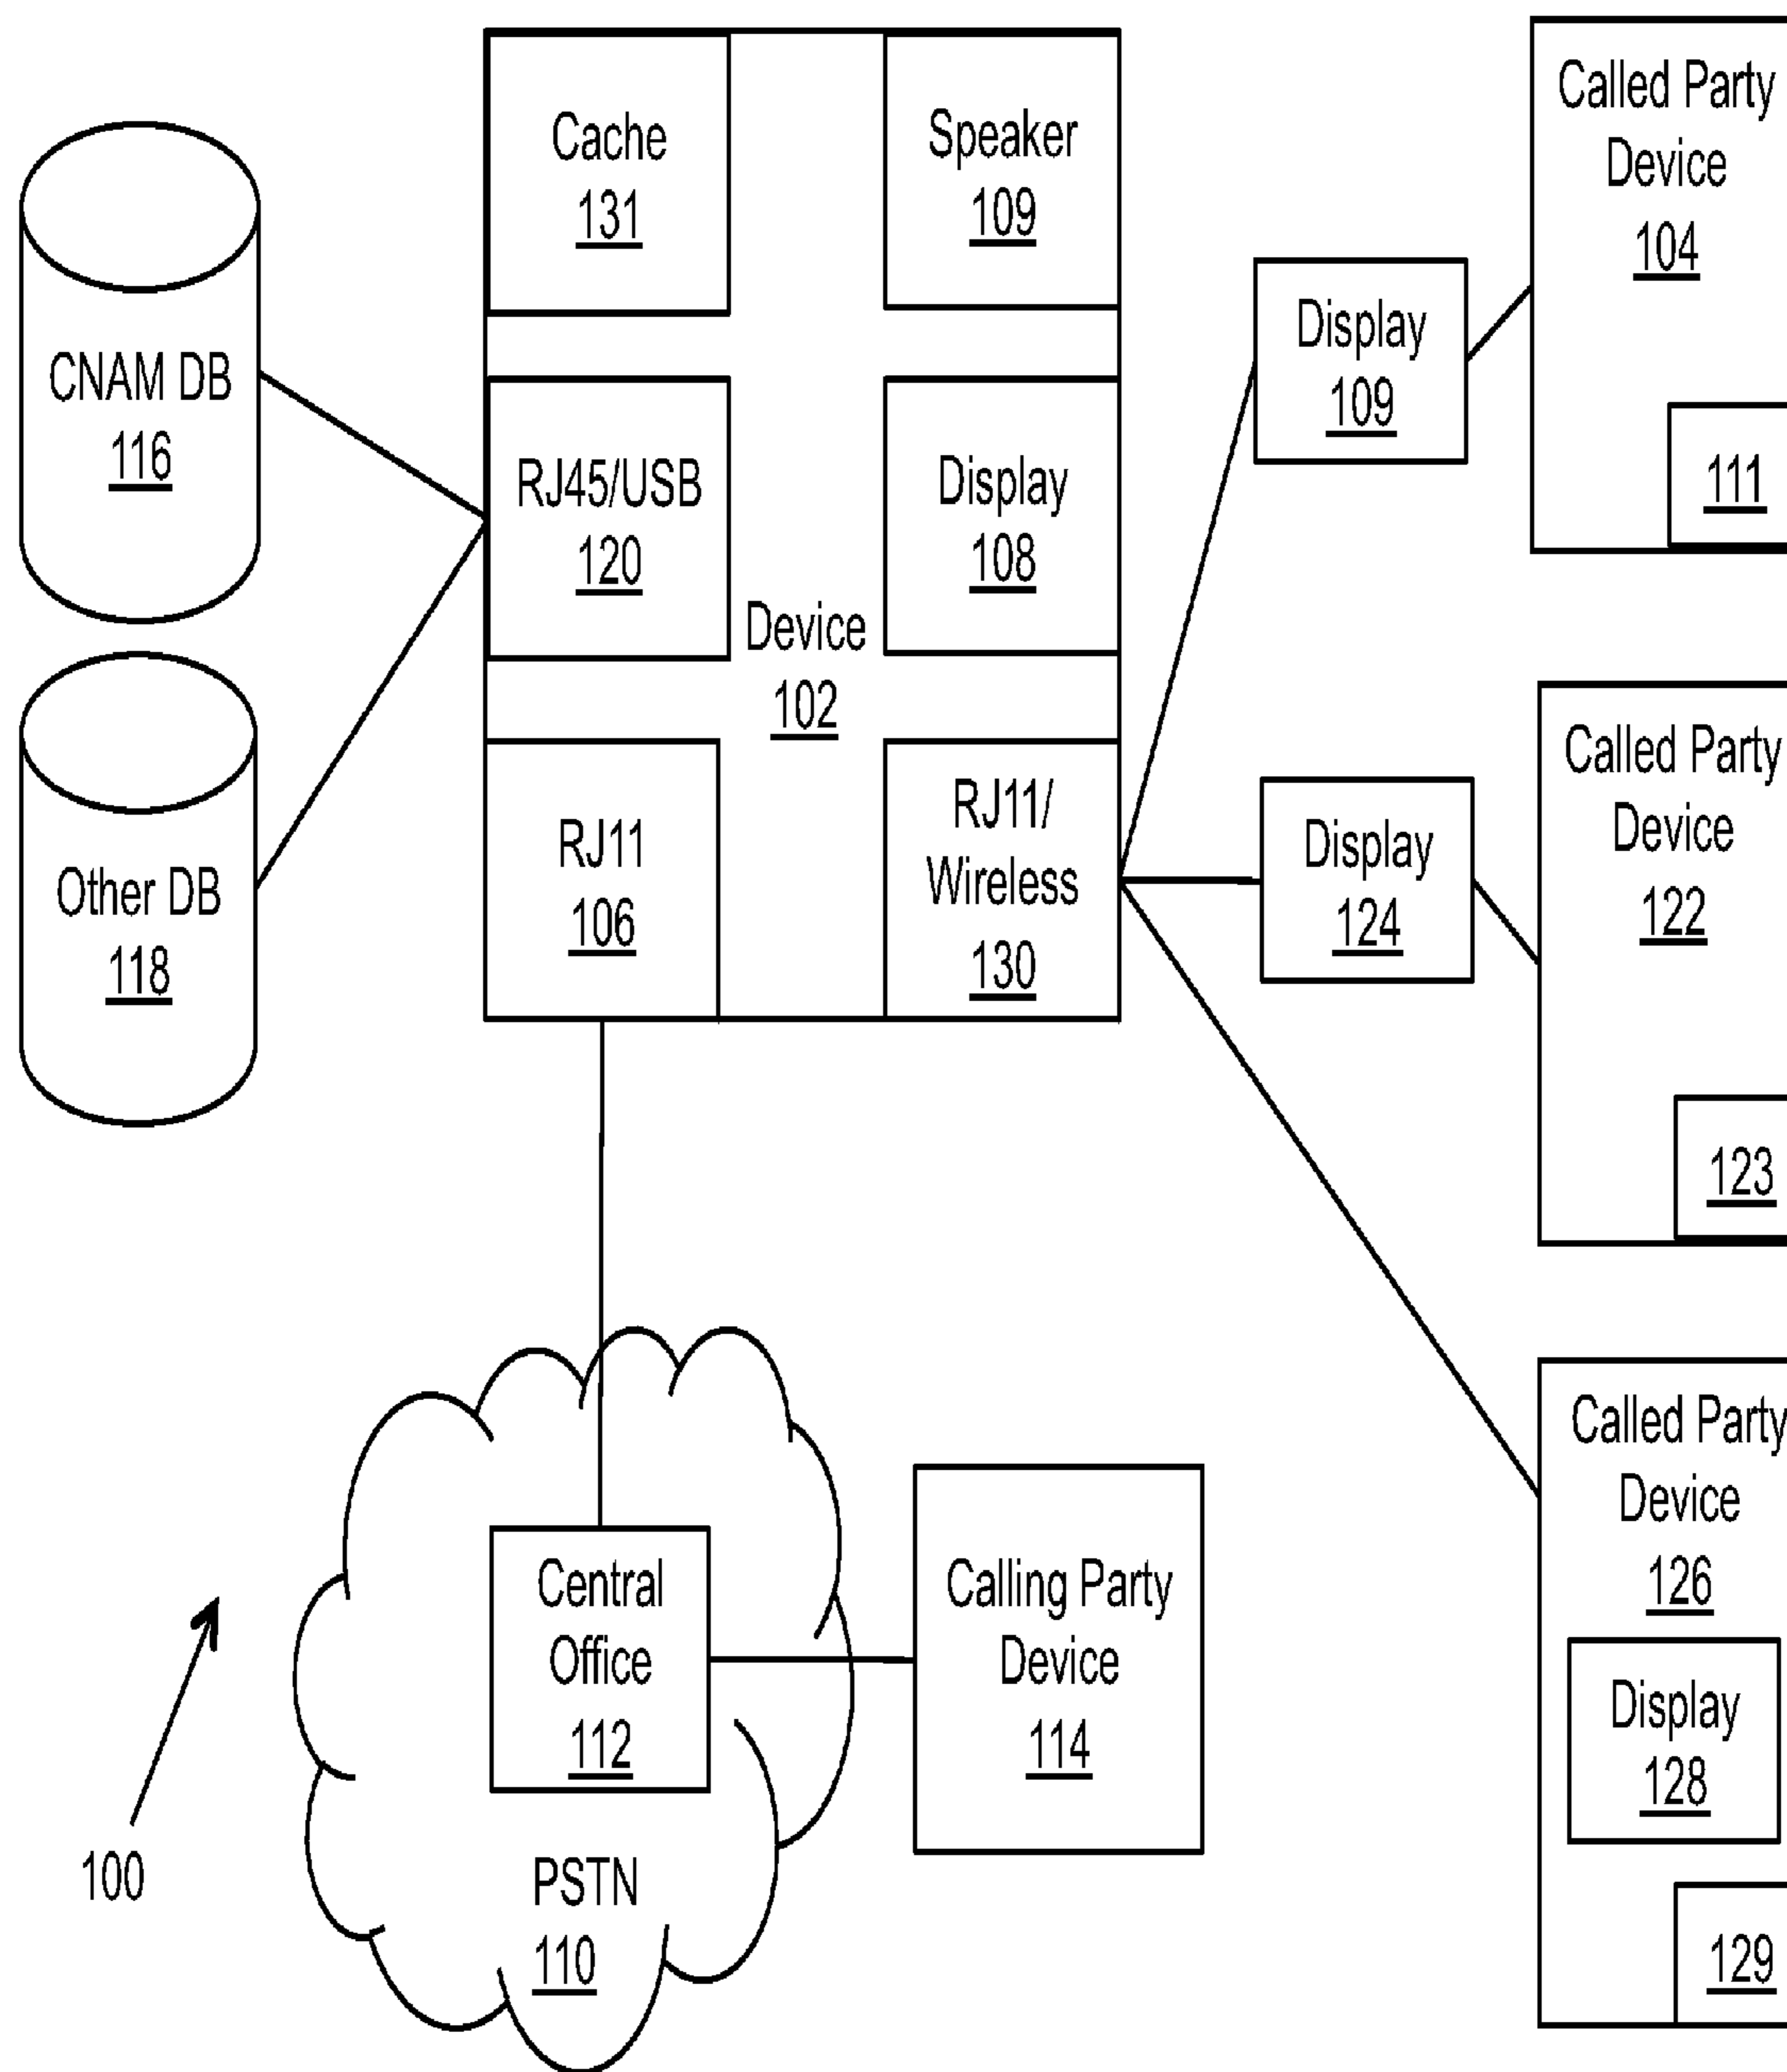 CNAM DB
116
Other DB
118
Cache
131
Speaker
109
RJ45/USB
120
Display
108
Device
102
RJ11
106
RJ11/
Wireless
130
Display
109
Called Party
Device
104
111
Display
124
Called Party
Device
122
123
Called Party
Device
126
Display
128
129
Central
Office
112
Calling Party
Device
114
PSTN
110
100